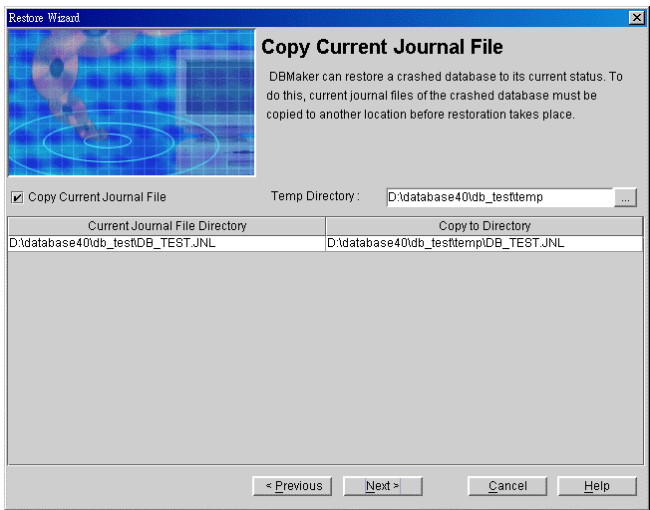 Restore Wizard
Copy Current Journal File
DBMaker can restore a crashed database to its current status. To
do this, current journal files of the crashed database must be
copied to another location before restoration takes place.
Copy Current Journal File Temp Directory : D:\database40\db_test\temp ...
Current Journal File Directory Copy to Directory
D:\database40\db_test\DB_TEST.JNL D:\database40\db_test\temp\DB_TEST.JNL
< Previous Next > Cancel Help